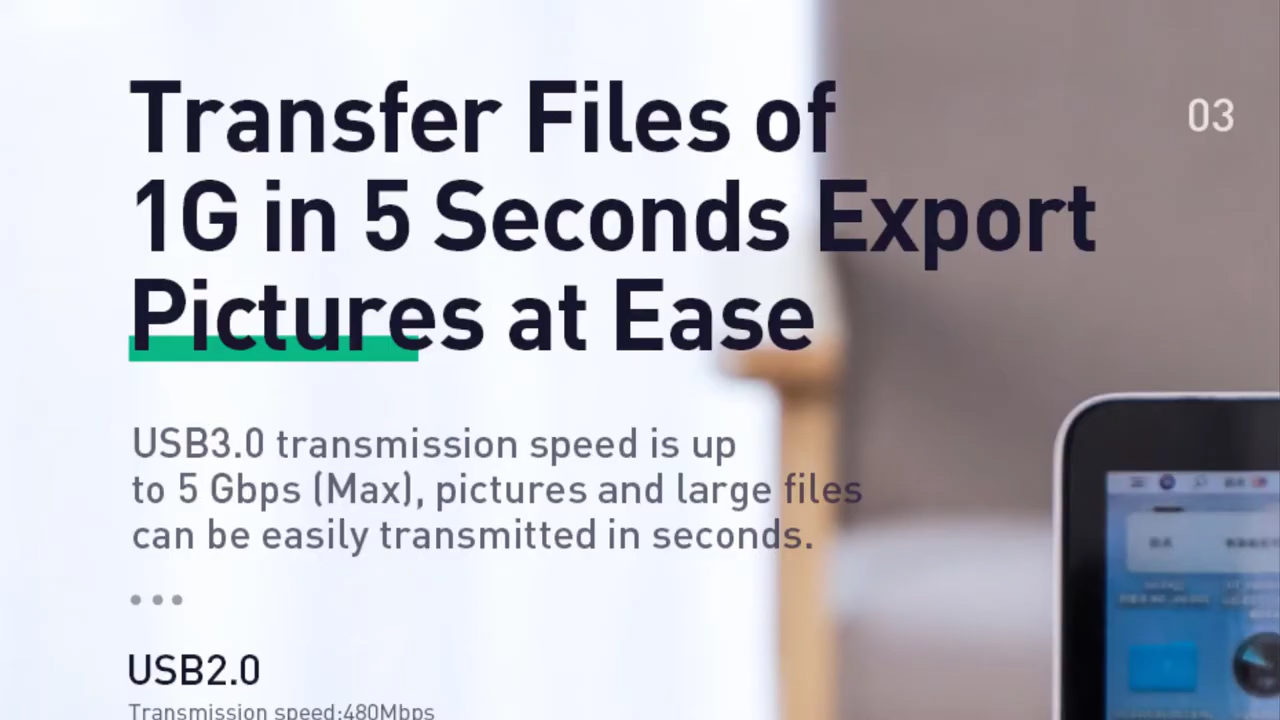 Transfer Files of
03
1G in 5 Seconds Export
Pictures at Ease
USB3.0 transmission speed is up
to 5 Gbps (Max), pictures and large files
can be easily transmitted in seconds.
USB2.0
Transmission speed:480Mbps